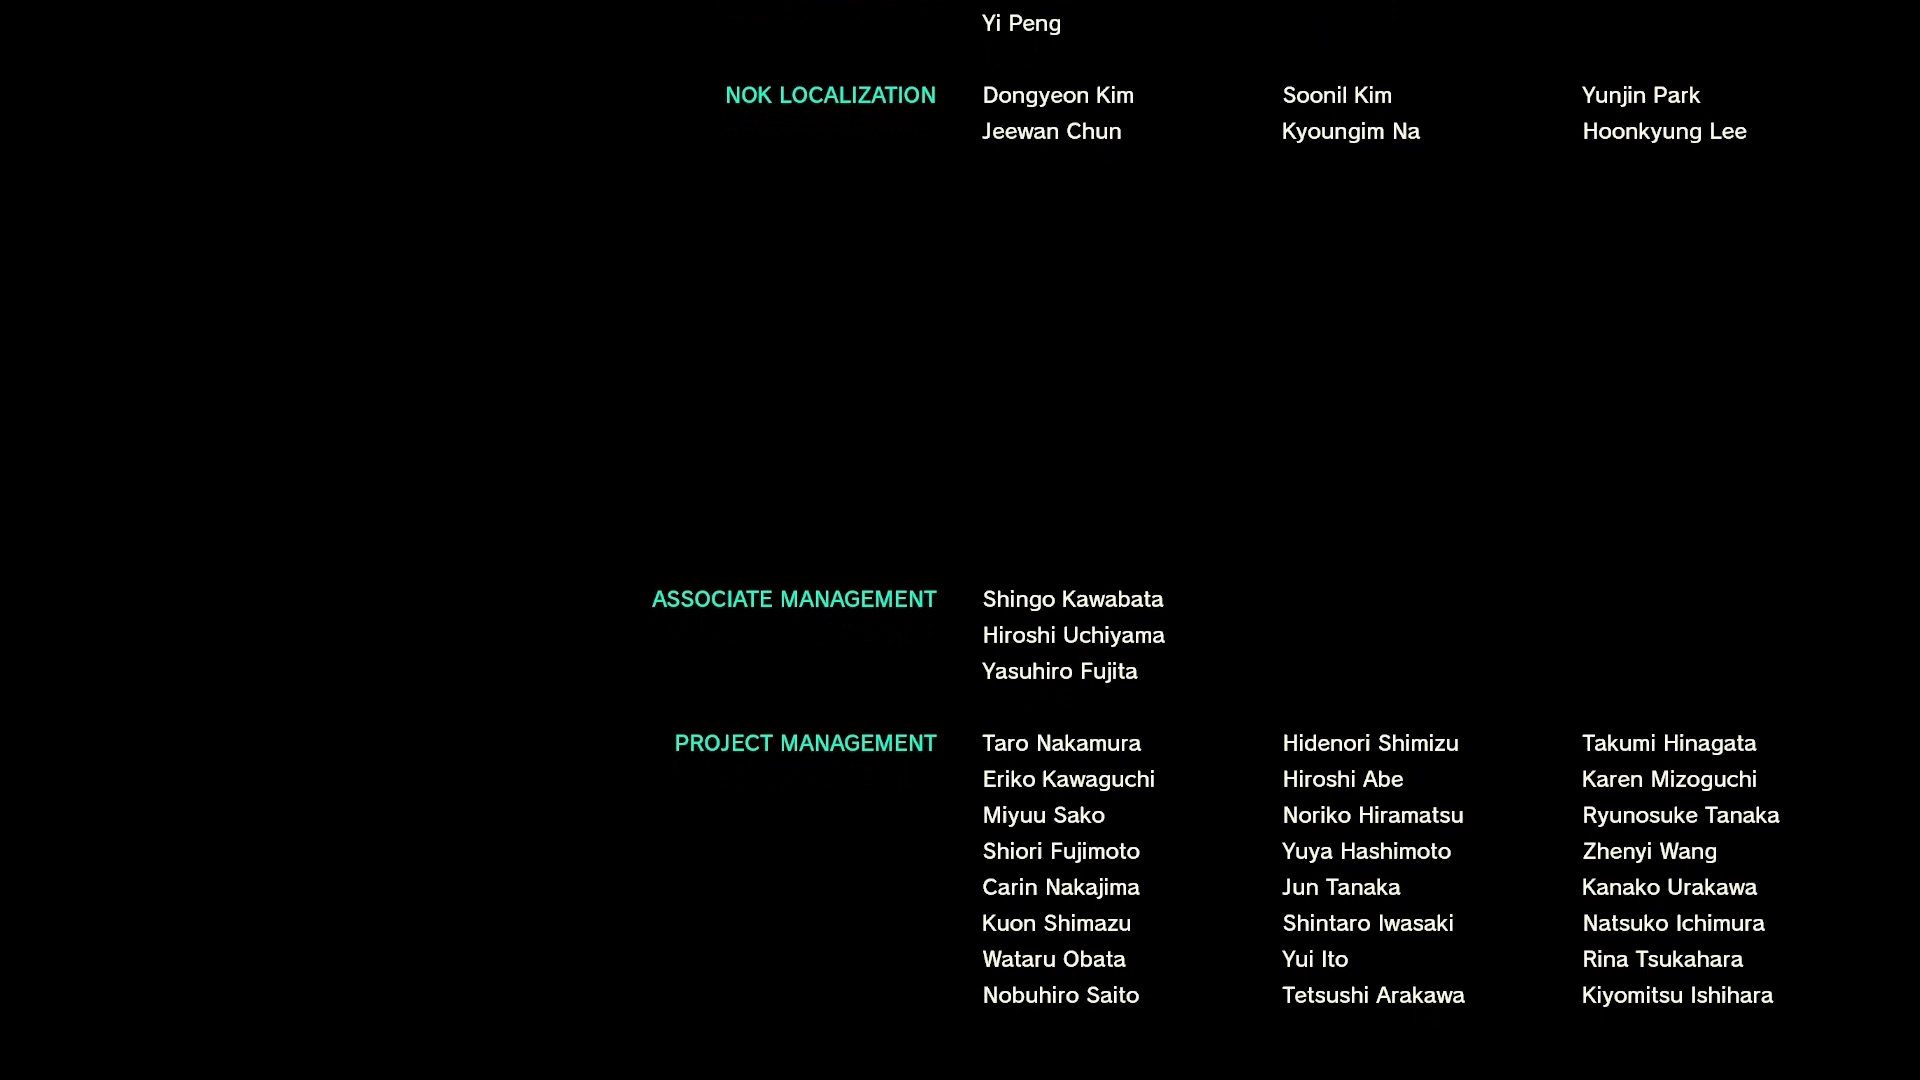 Yi Peng
NOK LOCALIZATION Dongyeon Kim Soonil Kim Yunjin Park
Jeewan Chun Kyoungim Na Hoonkyung Lee
ASSOCIATE MANAGEMENT Shingo Kawabata
Hiroshi Uchiyama
Yasuhiro Fujita
PROJECT MANAGEMENT Taro Nakamura Hidenori Shimizu Takumi Hinagata
Eriko Kawaguchi Hiroshi Abe Karen Mizoguchi
Miyuu Sako Noriko Hiramatsu Ryunosuke Tanaka
Shiori Fujimoto Yuya Hashimoto Zhenyi Wang
Carin Nakajima Jun Tanaka Kanako Urakawa
Kuon Shimazu Shintaro Iwasaki Natsuko Ichimura
Wataru Obata Yui Ito Rina Tsukahara
Nobuhiro Saito Tetsushi Arakawa Kiyomitsu Ishihara